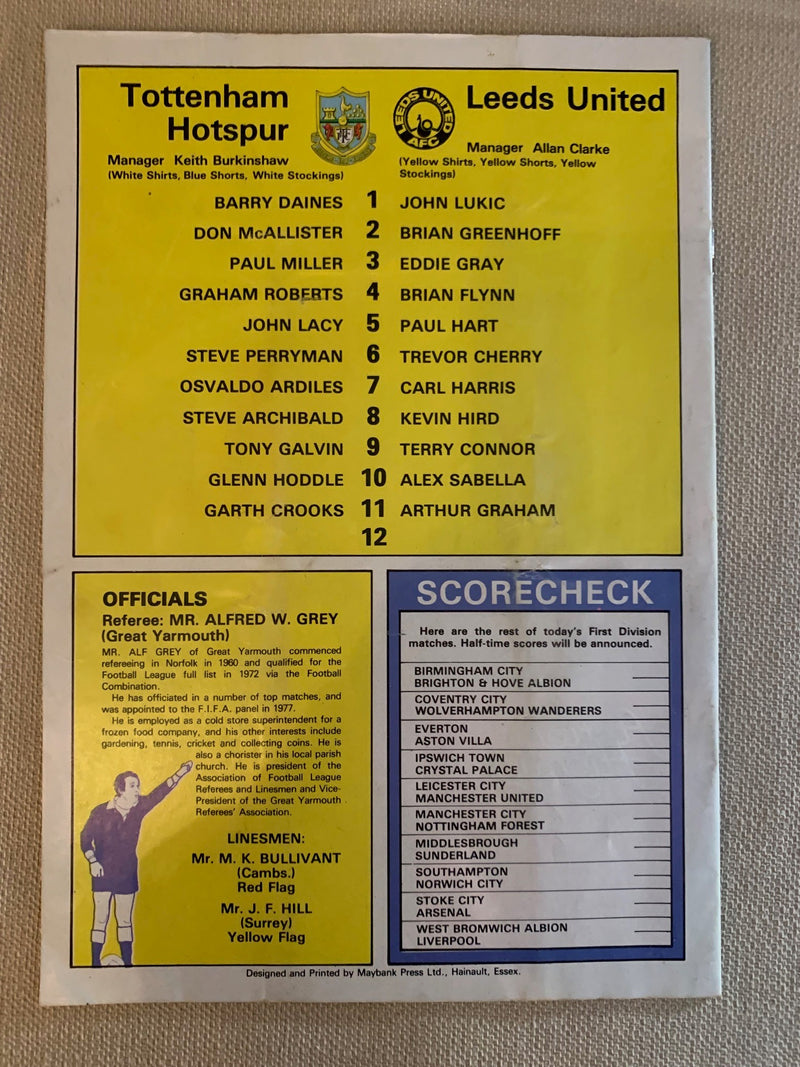 Tottenham
Hotspur
Manager Keith Burkinshaw
(White Shirts, Blue Shorts, White Stockings)
LEEDS UNITED
AFC
Leeds United
Manager Allan Clarke
(Yellow Shirts, Yellow Shorts, Yellow
Stockings)
BARRY DAINES 1 JOHN LUKIC
DON McALLISTER 2 BRIAN GREENHOFF
PAUL MILLER 3 EDDIE GRAY
GRAHAM ROBERTS 4 BRIAN FLYNN
JOHN LACY 5 PAUL HART
STEVE PERRYMAN 6 TREVOR CHERRY
OSVALDO ARDILES 7 CARL HARRIS
STEVE ARCHIBALD 8 KEVIN HIRD
TONY GALVIN 9 TERRY CONNOR
GLENN HODDLE 10 ALEX SABELLA
GARTH CROOKS 11 ARTHUR GRAHAM
12
OFFICIALS
Referee: MR. ALFRED W. GREY
(Great Yarmouth)
MR. ALF GREY of Great Yarmouth commenced
refereeing in Norfolk in 1960 and qualified for the
Football League full list in 1972 via the Football
Combination.
He has officiated in a number of top matches, and
was appointed to the F.I.F.A. panel in 1977.
He is employed as a cold store superintendent for a
frozen food company, and his other interests include
gardening, tennis, cricket and collecting coins. He is
also a chorister in his local parish
church. He is president of the
Association of Football League
Referees and Linesmen and Vice-
President of the Great Yarmouth
Referees' Association.
LINESMEN:
Mr. M. K. BULLIVANT
(Cambs.)
Red Flag
Mr. J. F. HILL
(Surrey)
Yellow Flag
SCORECHECK
Here are the rest of today's First Division
matches. Half-time scores will be announced.
BIRMINGHAM CITY
BRIGHTON & HOVE ALBION
COVENTRY CITY
WOLVERHAMPTON WANDERERS
EVERTON
ASTON VILLA
IPSWICH TOWN
CRYSTAL PALACE
LEICESTER CITY
MANCHESTER UNITED
MANCHESTER CITY
NOTTINGHAM FOREST
MIDDLESBROUGH
SUNDERLAND
SOUTHAMPTON
NORWICH CITY
STOKE CITY
ARSENAL
WEST BROMWICH ALBION
LIVERPOOL
Designed and Printed by Maybank Press Ltd., Hainault, Essex.